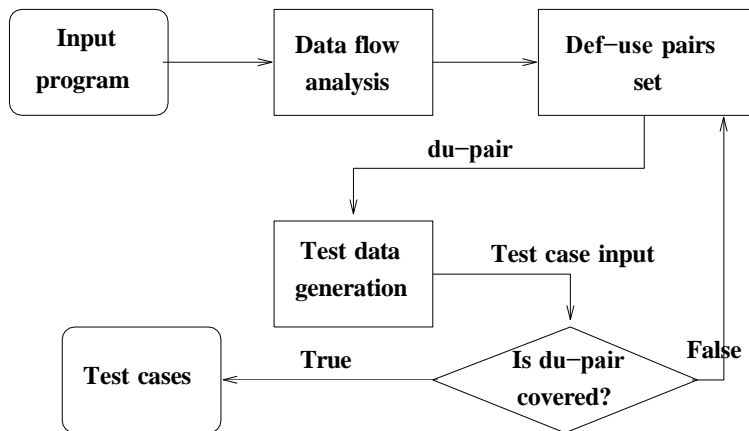 Input
program
Data flow
analysis
Def−use pairs
set
du−pair
Test data
generation
Test case input
Test cases
True
Is du−pair
covered?
False